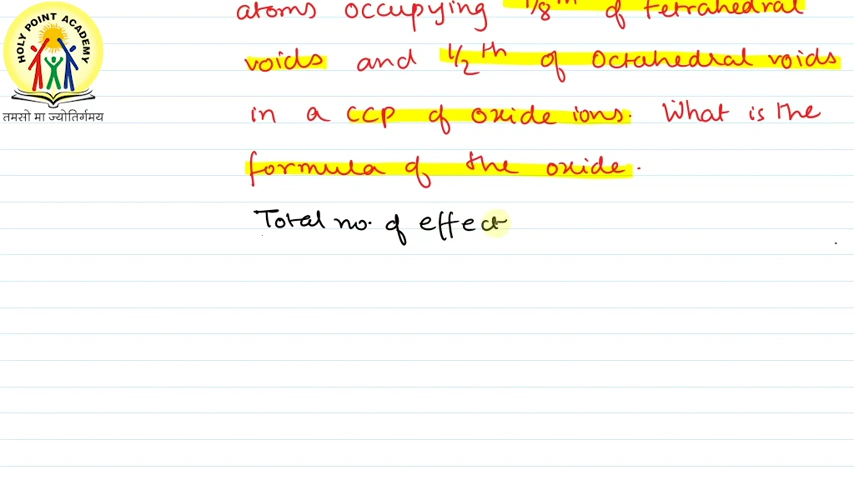 HOLY POINT ACADEMY
तमसो मा ज्योतिर्गमय
atoms occupying 1/8th of tetrahedral
voids and 1/2th of Octahedral voids
in a CCP of oxide ions. What is the
formula of the oxide.
Total no. of effect